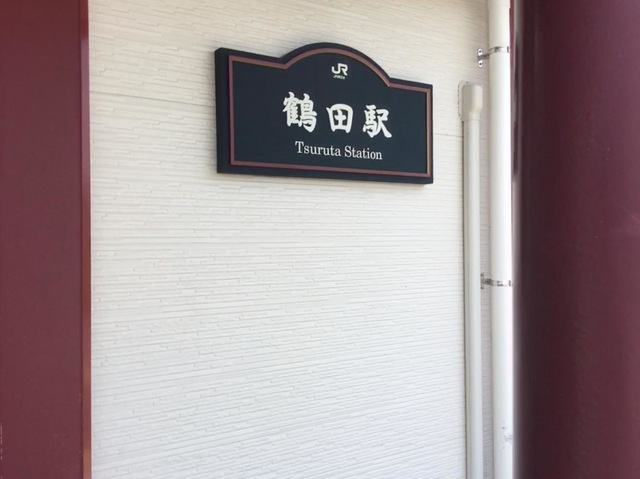 JR
鶴田駅
Tsuruta Station